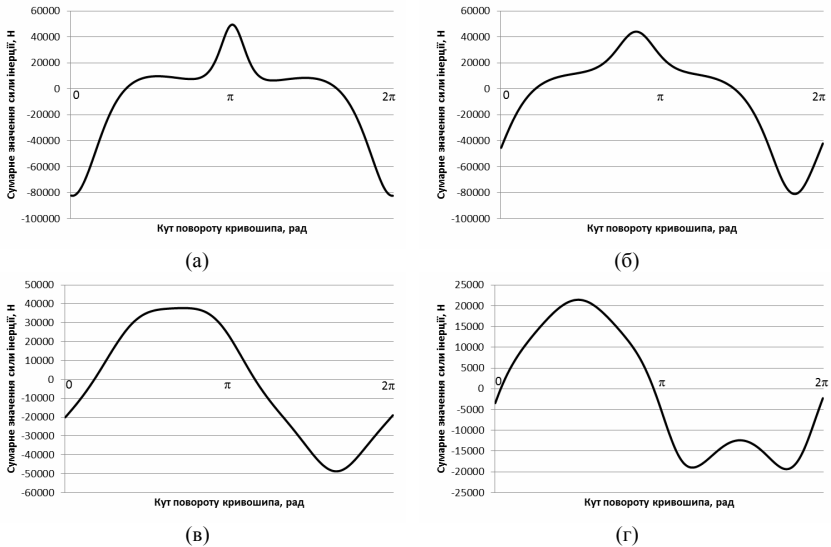 60000
40000
20000
0
-20000
-40000
-60000
-80000
-100000
0
π
2π
Сумарне значення сили інерції, Н
Кут повороту кривошипа, рад
(а)
60000
40000
20000
0
-20000
-40000
-60000
-80000
-100000
0
π
2π
Сумарне значення сили інерції, Н
Кут повороту кривошипа, рад
(б)
50000
40000
30000
20000
10000
0
-10000
-20000
-30000
-40000
-50000
-60000
0
π
2π
Сумарне значення сили інерції, Н
Кут повороту кривошипа, рад
(в)
25000
20000
15000
10000
5000
0
-5000
-10000
-15000
-20000
-25000
0
π
2π
Сумарне значення сили інерції, Н
Кут повороту кривошипа, рад
(г)